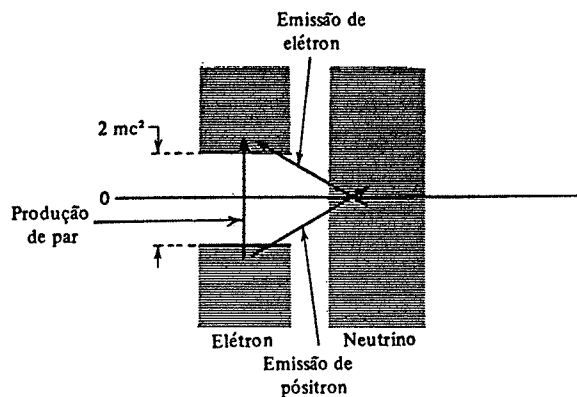 Emissão de
elétron
2 mc²
0
Produção
de par
Elétron
Neutrino
Emissão de
pósitron